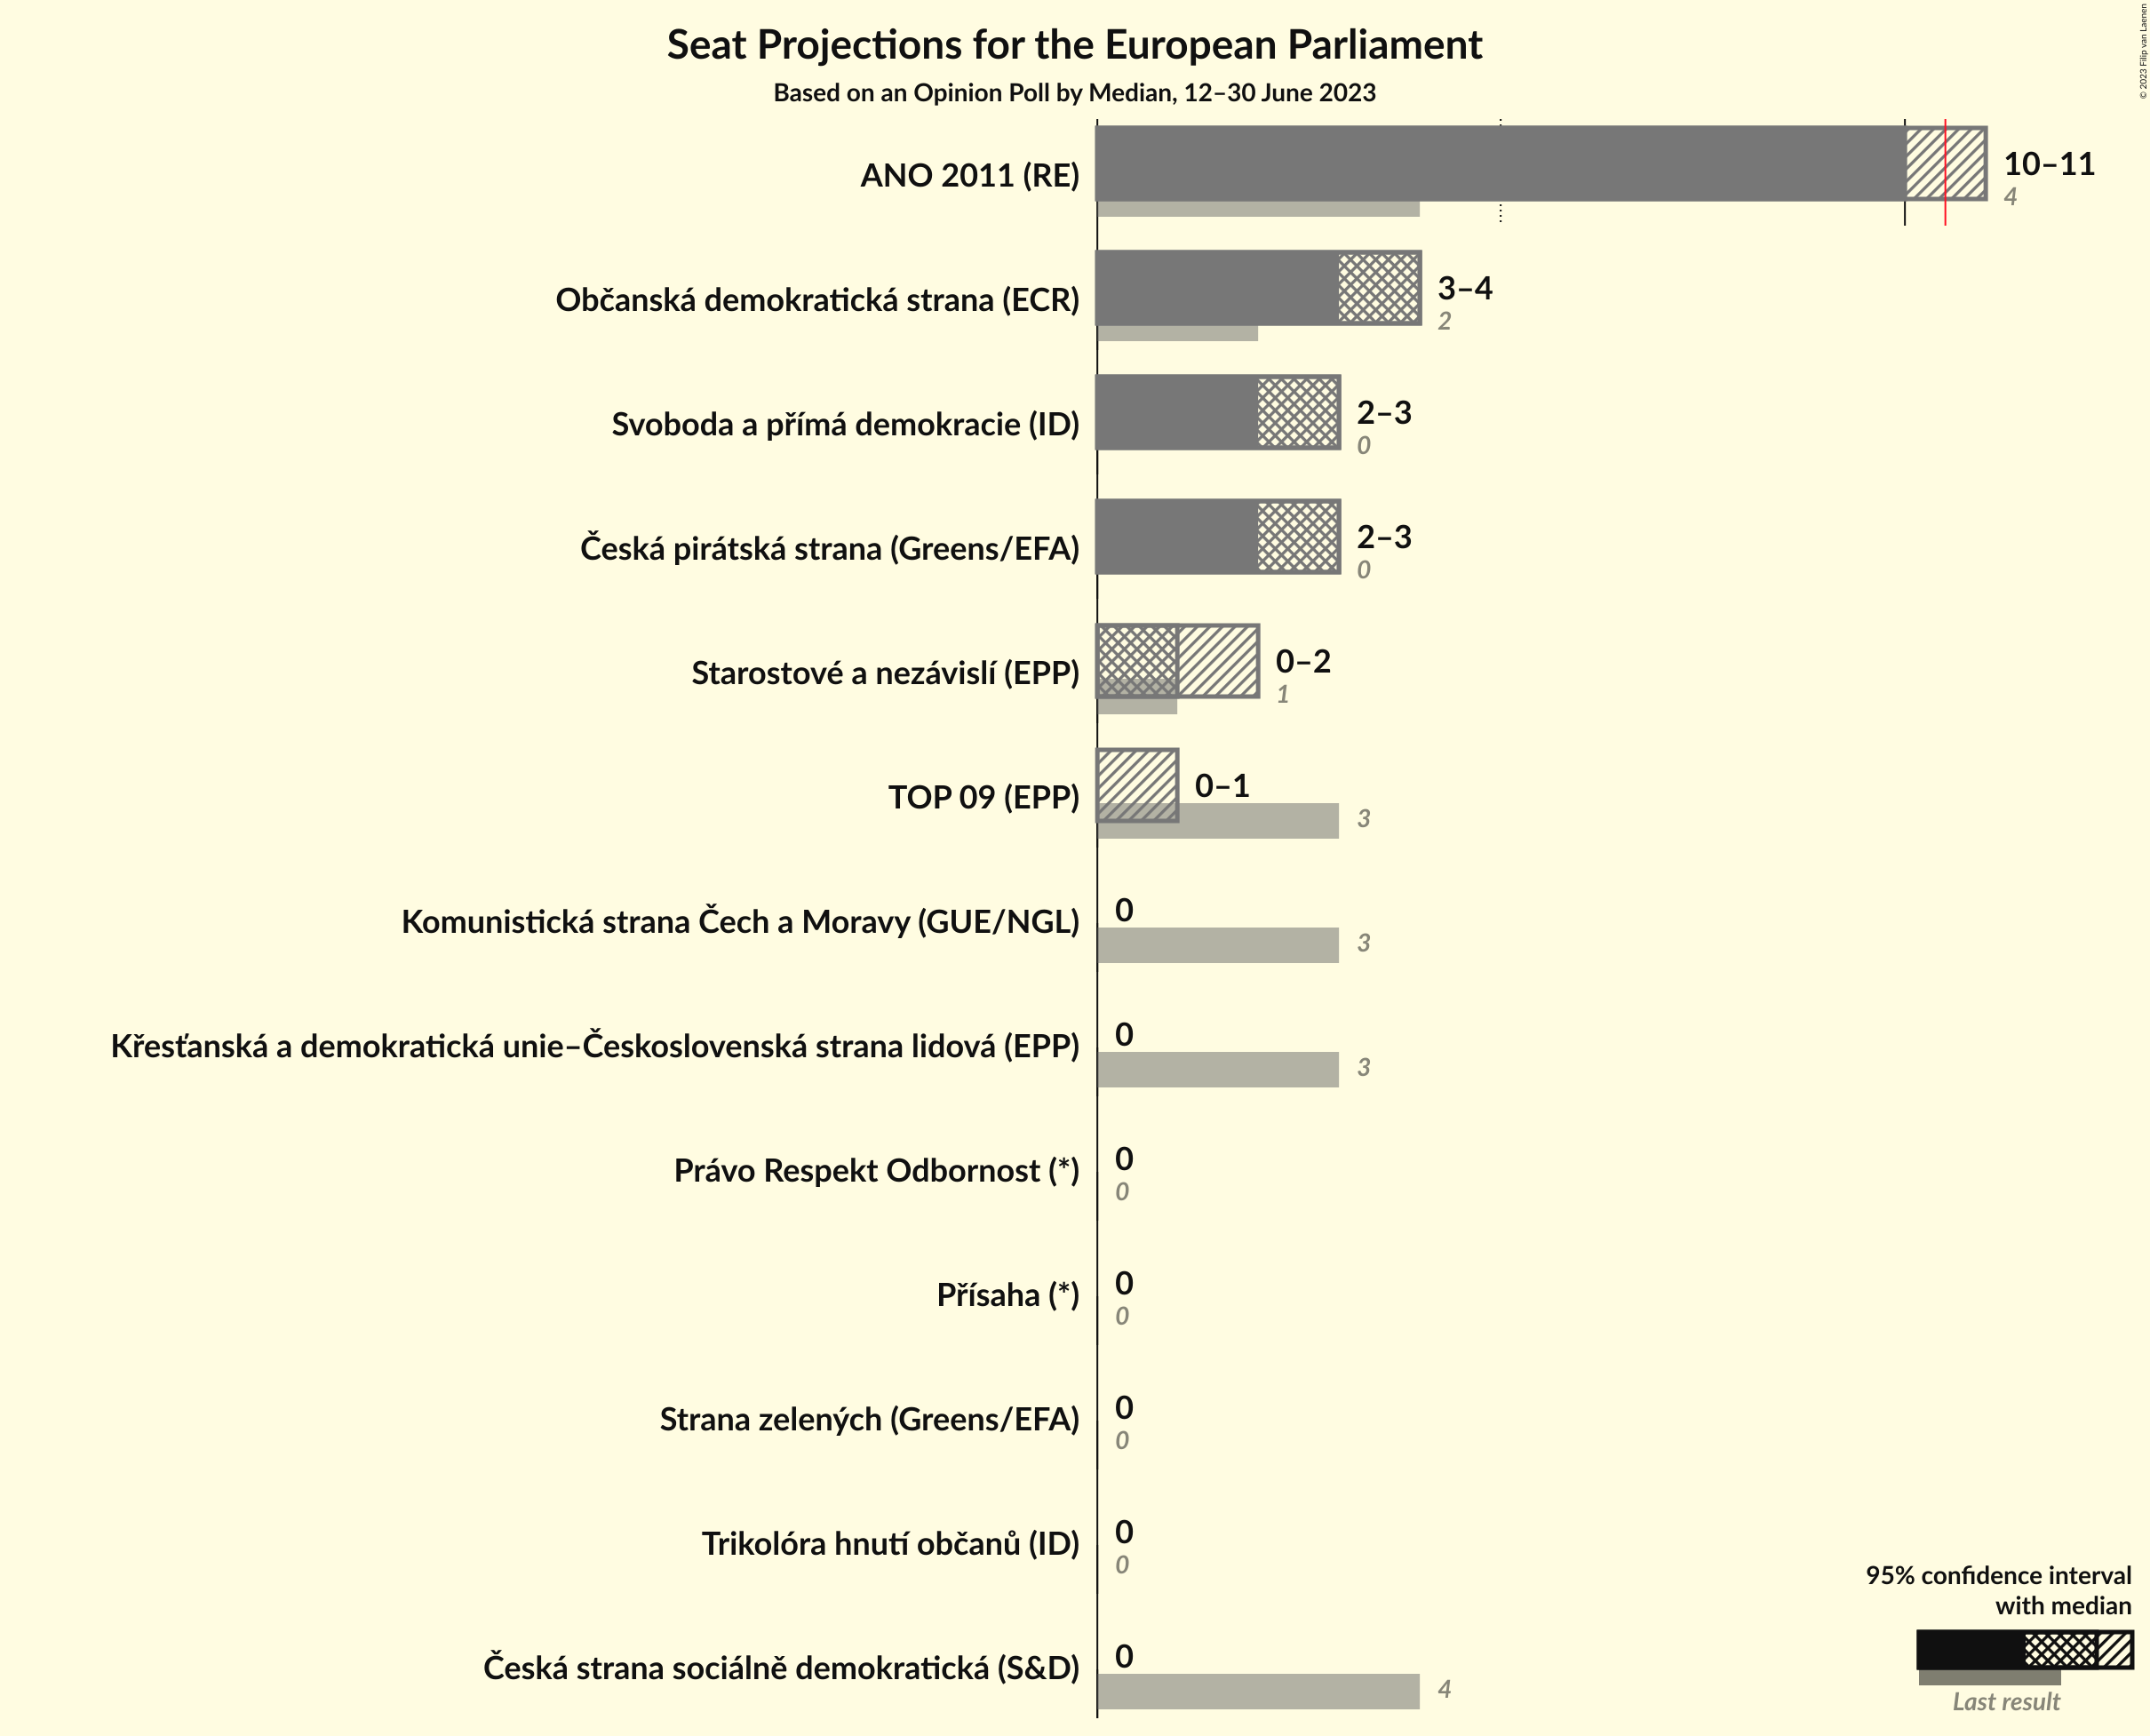 Seat Projections for the European Parliament
Based on an Opinion Poll by Median, 12–30 June 2023
© 2023 Filip van Laenen
ANO 2011 (RE)
10–11
4
Občanská demokratická strana (ECR)
3–4
2
Svoboda a přímá demokracie (ID)
2–3
0
Česká pirátská strana (Greens/EFA)
2–3
0
Starostové a nezávislí (EPP)
0–2
1
TOP 09 (EPP)
0–1
3
Komunistická strana Čech a Moravy (GUE/NGL)
0
3
Křesťanská a demokratická unie–Československá strana lidová (EPP)
0
3
Právo Respekt Odbornost (*)
0
0
Přísaha (*)
0
0
Strana zelených (Greens/EFA)
0
0
Trikolóra hnutí občanů (ID)
0
0
Česká strana sociálně demokratická (S&D)
0
4
95% confidence interval
with median
Last result